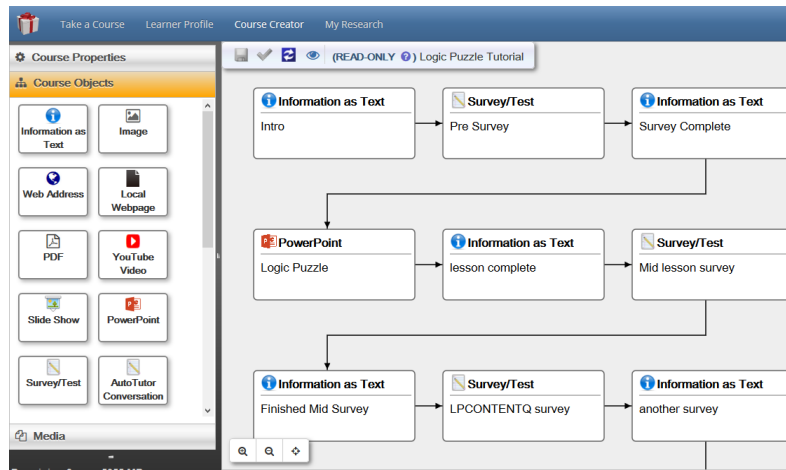 Take a Course Learner Profile Course Creator My Research
Course Properties
(READ-ONLY ?) Logic Puzzle Tutorial
Course Objects
Information as Text
Image
Web Address
Local Webpage
PDF
YouTube Video
Slide Show
PowerPoint
Survey/Test
AutoTutor Conversation
Media
Information as Text
Intro
Survey/Test
Pre Survey
Information as Text
Survey Complete
PowerPoint
Logic Puzzle
Information as Text
lesson complete
Survey/Test
Mid lesson survey
Information as Text
Finished Mid Survey
Survey/Test
LPCONTENTQ survey
Information as Text
another survey